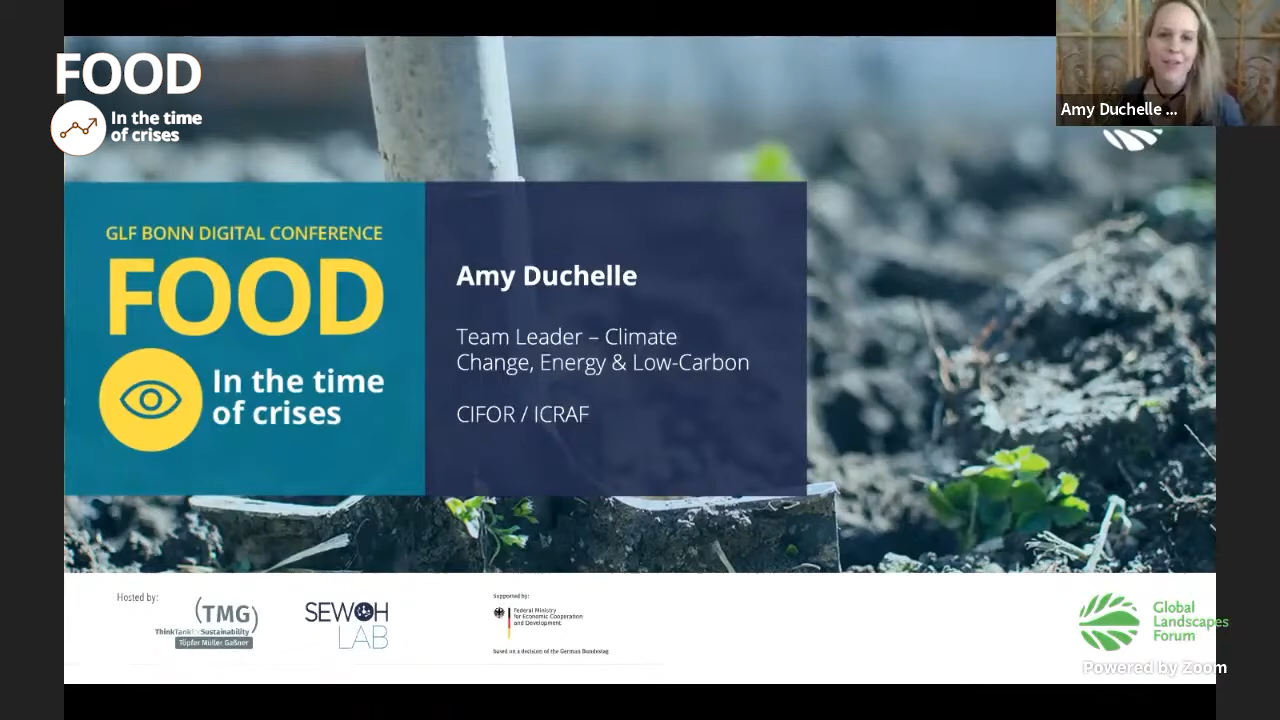 FOOD
In the time
of crises
Amy Duchelle ...
GLF BONN DIGITAL CONFERENCE
FOOD
In the time
of crises
Amy Duchelle
Team Leader – Climate
Change, Energy & Low-Carbon
CIFOR / ICRAF
Hosted by:
(TMG)
ThinkTank for Sustainability
Töpfer Müller Gaßner
SEWOH
LAB
Supported by:
Federal Ministry
for Economic Cooperation
and Development
based on a decision of the German Bundestag
Global
Landscapes
Forum
Powered by Zoom